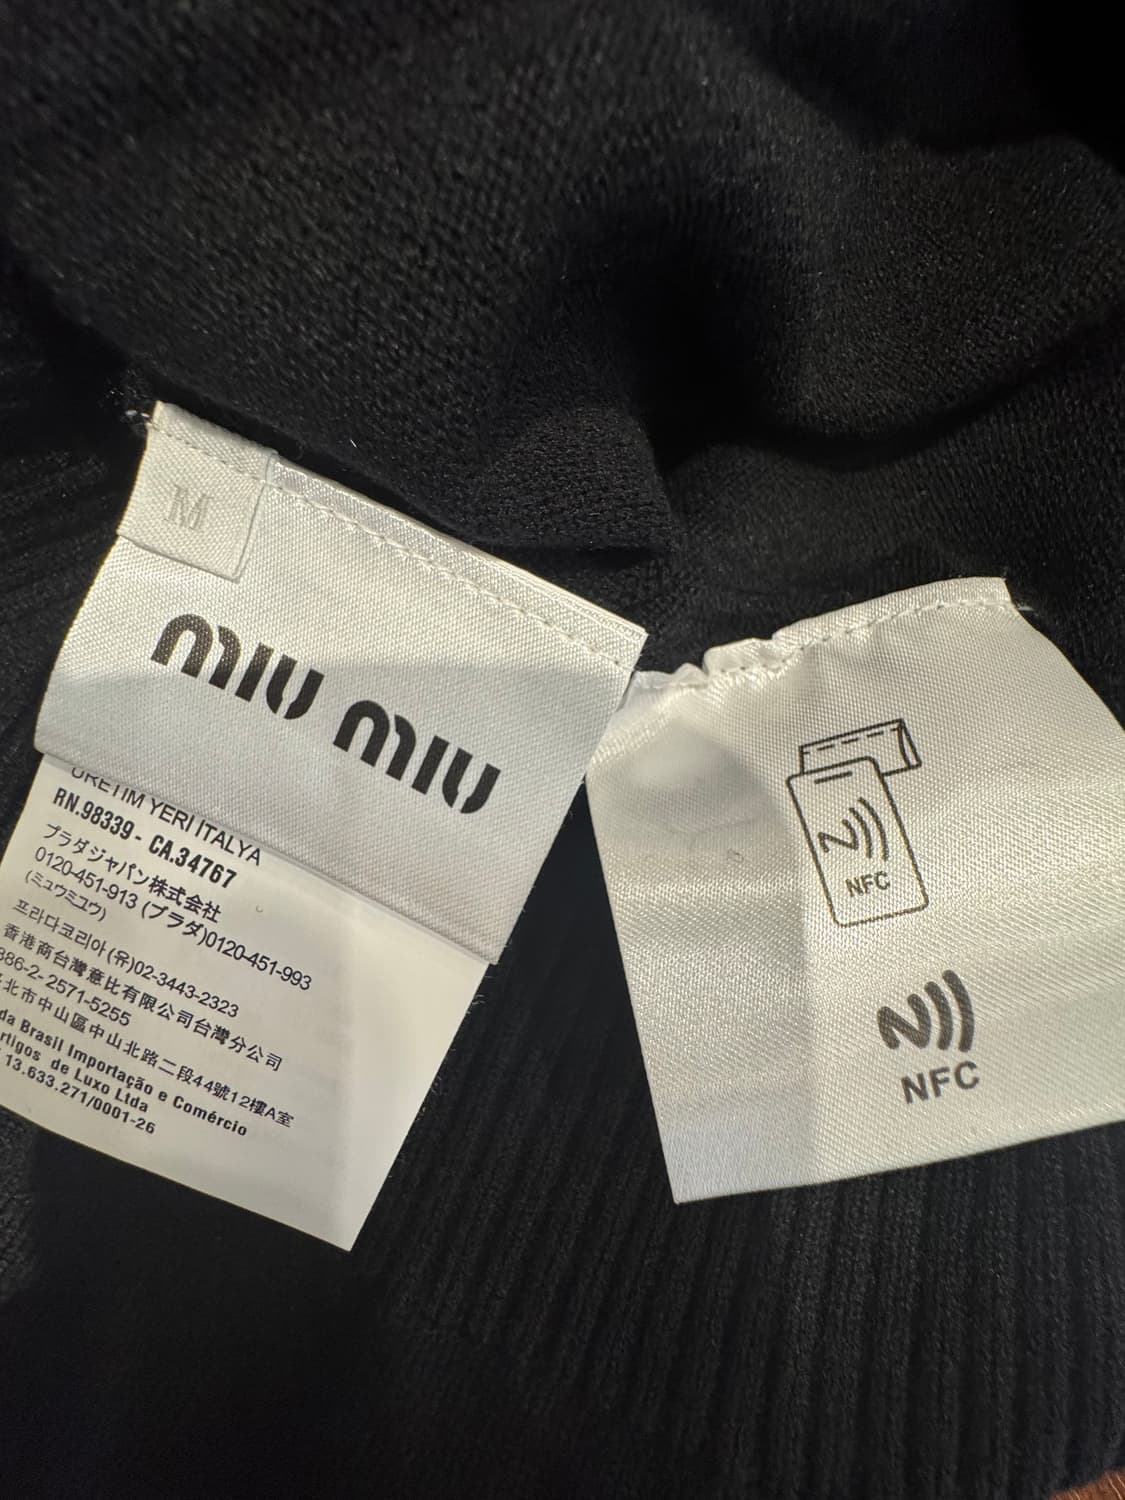 M
MIU MIU
ÜRETİM YERİ İTALYA
RN.98339 - CA.34767
プラダジャパン株式会社
0120-451-913 (プラダ)0120-451-993
(ミュウミュウ)
프라다코리아(유)02-3443-2323
香港商台灣意比有限公司台灣分公司
886-2-2571-5255
北市中山區中山北路二段44號12樓A室
da Brasil Importação e Comércio
rtigos de Luxo Ltda
13.633.271/0001-26
NFC
NFC